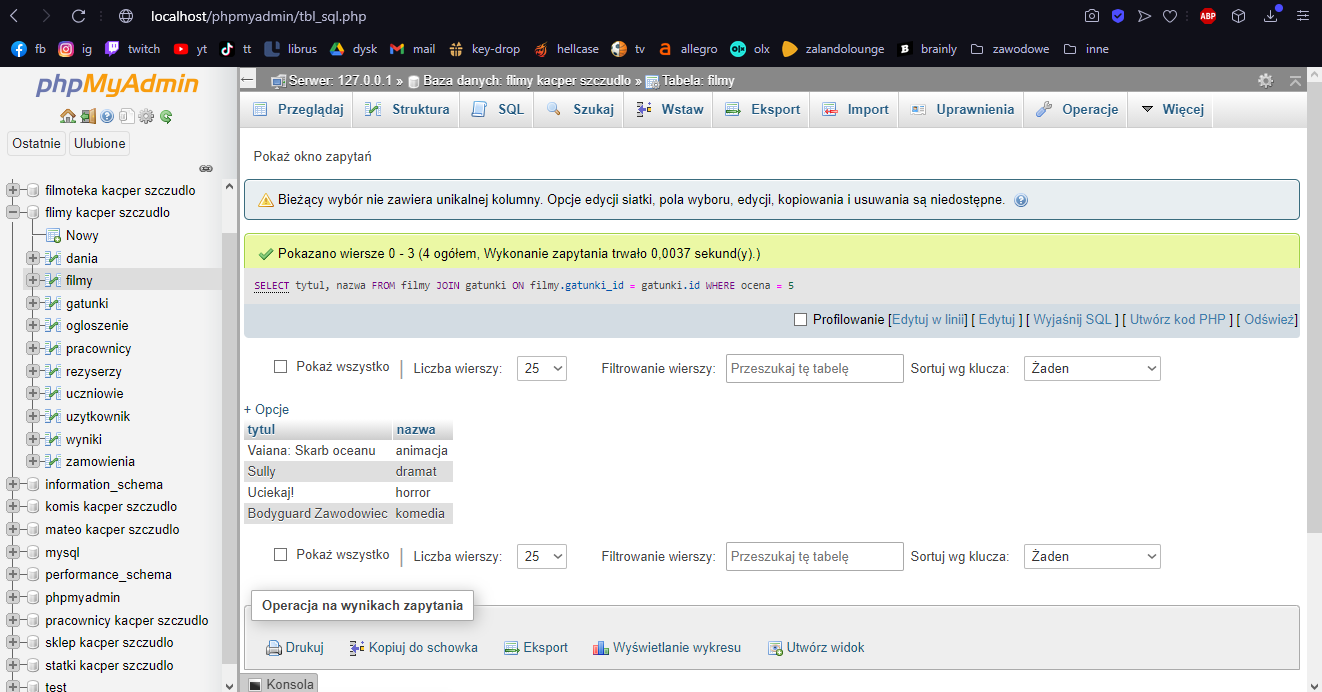 localhost/phpmyadmin/tbl_sql.php
fb ig twitch yt tt librus dysk mail key-drop hellcase tv allegro olx zalandolounge brainly zawodowe inne
ABP
phpMyAdmin
Ostatnie Ulubione
filmoteka kacper szczudlo
flimy kacper szczudlo
Nowy
dania
filmy
gatunki
ogloszenie
pracownicy
rezyserzy
uczniowie
uzytkownik
wyniki
zamowienia
information_schema
komis kacper szczudlo
mateo kacper szczudlo
mysql
performance_schema
phpmyadmin
pracownicy kacper szczudlo
sklep kacper szczudlo
statki kacper szczudlo
test
Serwer: 127.0.0.1 » Baza danych: flimy kacper szczudlo » Tabela: filmy
Przeglądaj Struktura SQL Szukaj Wstaw Eksport Import Uprawnienia Operacje Więcej
Pokaż okno zapytań
Bieżący wybór nie zawiera unikalnej kolumny. Opcje edycji siatki, pola wyboru, edycji, kopiowania i usuwania są niedostępne.
Pokazano wiersze 0 - 3 (4 ogółem, Wykonanie zapytania trwało 0,0037 sekund(y).)
SELECT tytul, nazwa FROM filmy JOIN gatunki ON filmy.gatunki_id = gatunki.id WHERE ocena = 5
Profilowanie [Edytuj w linii] [ Edytuj ] [ Wyjaśnij SQL ] [ Utwórz kod PHP ] [ Odśwież]
Pokaż wszystko | Liczba wierszy: 25 Filtrowanie wierszy: Przeszukaj tę tabelę Sortuj wg klucza: Żaden
+ Opcje
tytul nazwa
Vaiana: Skarb oceanu animacja
Sully dramat
Uciekaj! horror
Bodyguard Zawodowiec komedia
Pokaż wszystko | Liczba wierszy: 25 Filtrowanie wierszy: Przeszukaj tę tabelę Sortuj wg klucza: Żaden
Operacja na wynikach zapytania
Drukuj Kopiuj do schowka Eksport Wyświetlanie wykresu Utwórz widok
Konsola